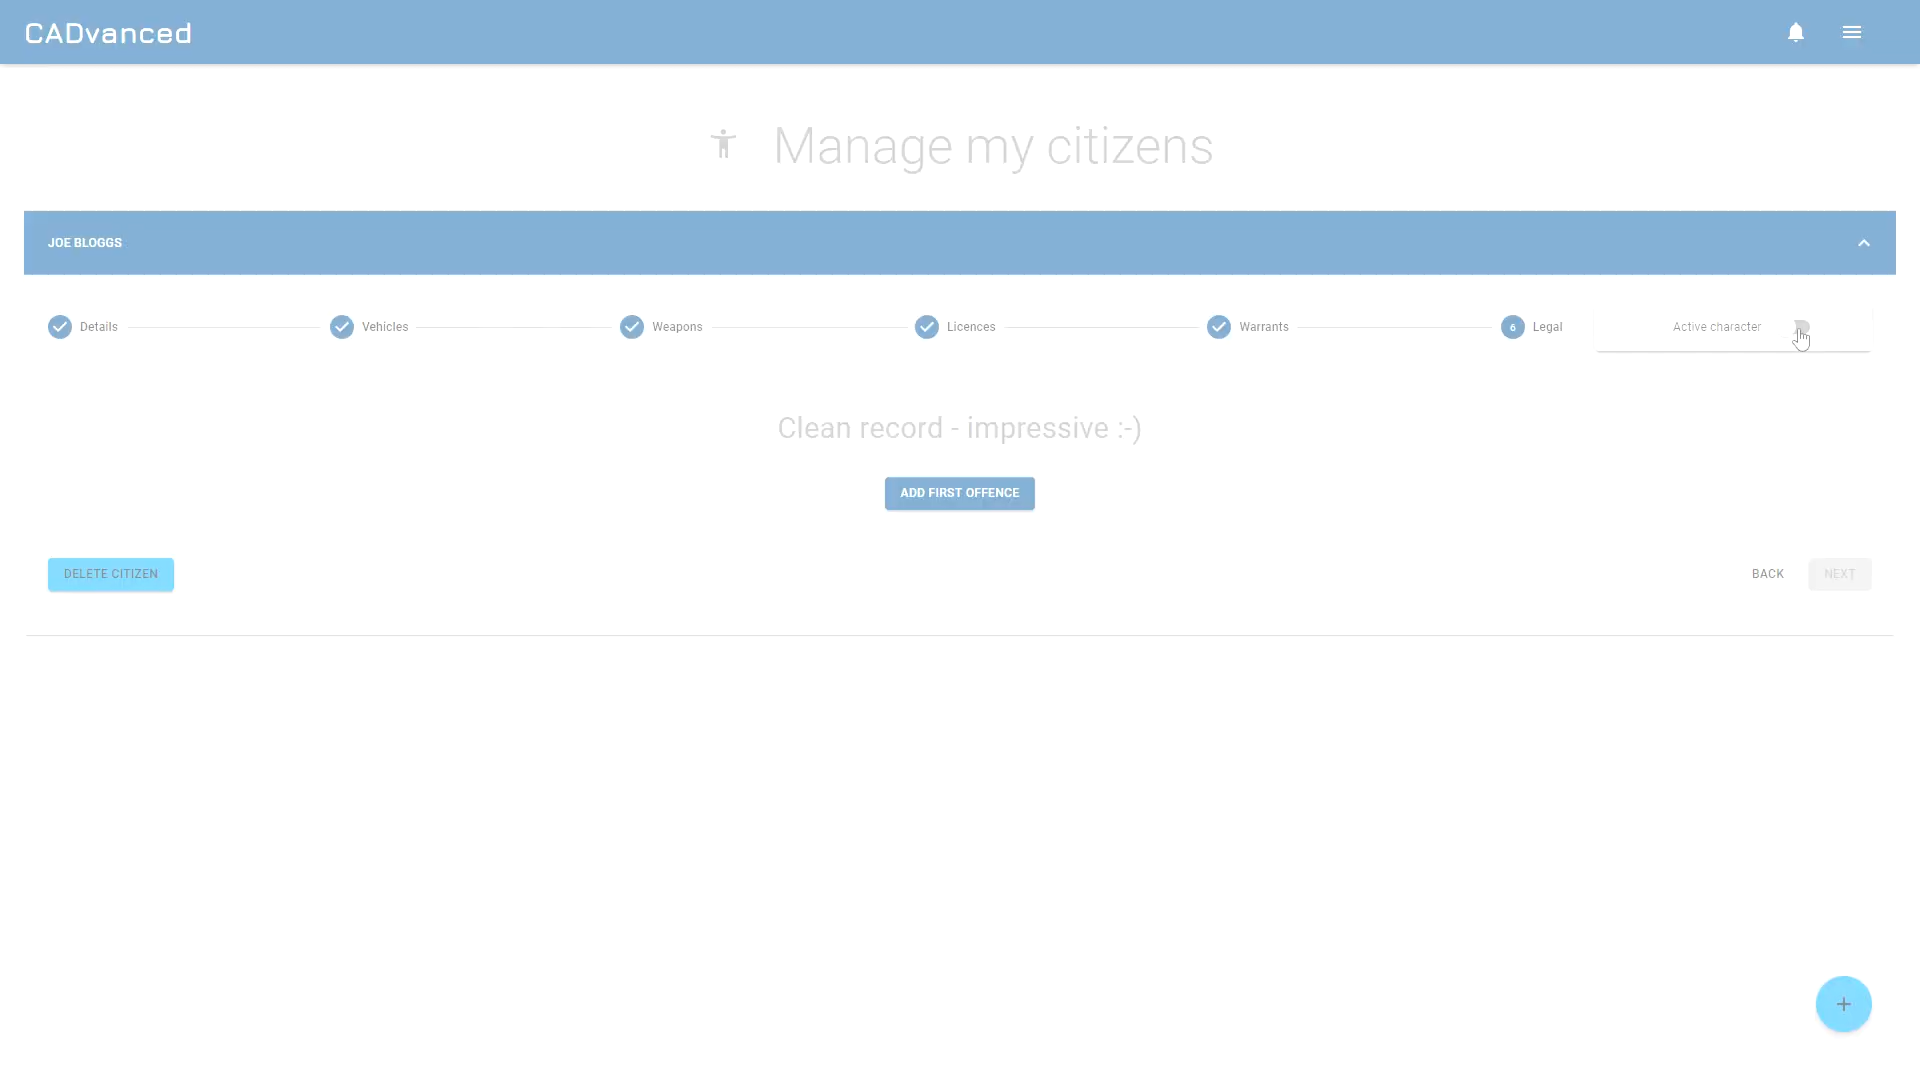 CADvanced
Manage my citizens
JOE BLOGGS
Details
Vehicles
Weapons
Licences
Warrants
6
Legal
Active character
Clean record - impressive :-)
ADD FIRST OFFENCE
DELETE CITIZEN
BACK
NEXT